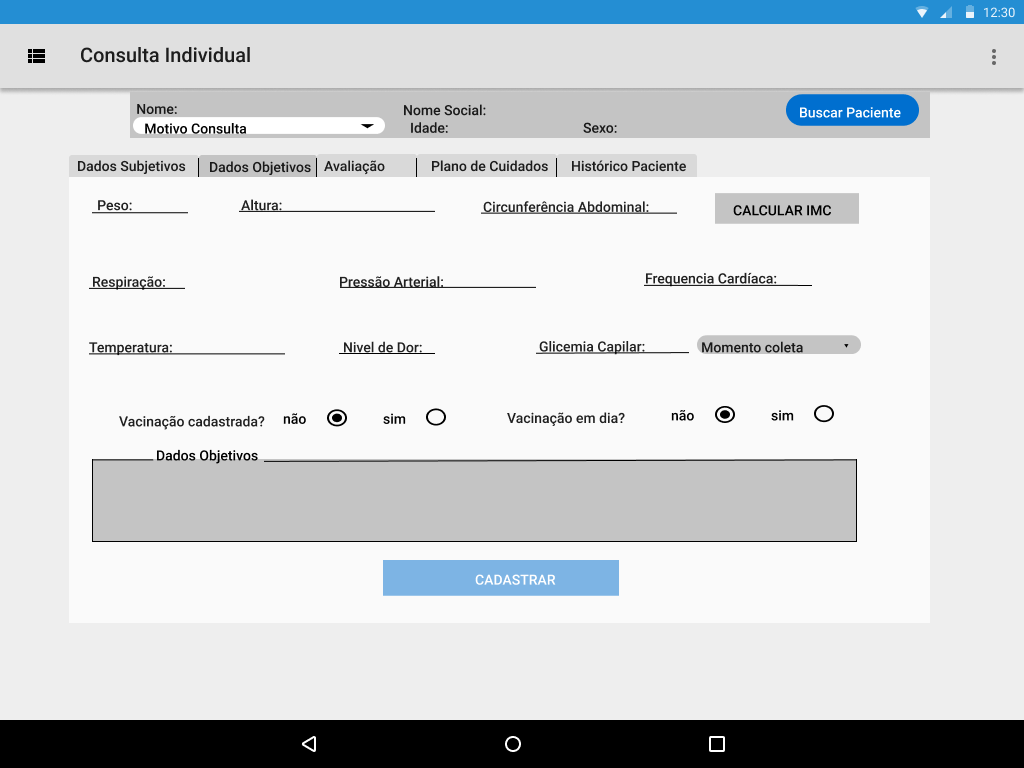 12:30
Consulta Individual
Nome:
Nome Social:
Buscar Paciente
Motivo Consulta
Idade:
Sexo:
Dados Subjetivos
Dados Objetivos
Avaliação
Plano de Cuidados
Histórico Paciente
Peso:
Altura:
Circunferência Abdominal:
CALCULAR IMC
Respiração:
Pressão Arterial:
Frequencia Cardíaca:
Temperatura:
Nivel de Dor:
Glicemia Capilar:
Momento coleta
Vacinação cadastrada?
não
sim
Vacinação em dia?
não
sim
Dados Objetivos
CADASTRAR